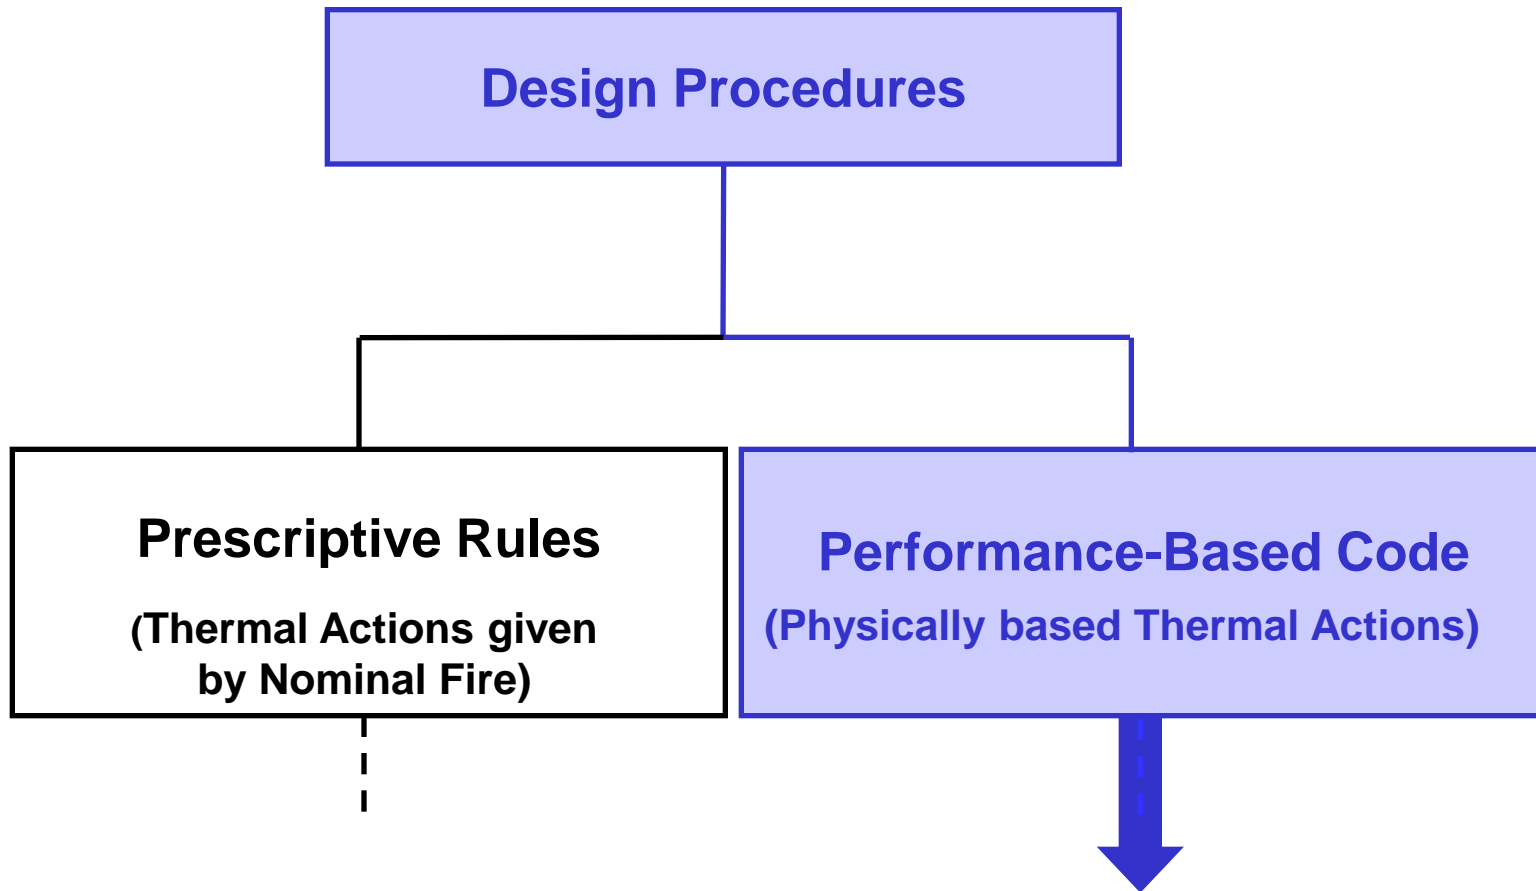 Design Procedures
Prescriptive Rules
(Thermal Actions given
by Nominal Fire)
Performance-Based Code
(Physically based Thermal Actions)